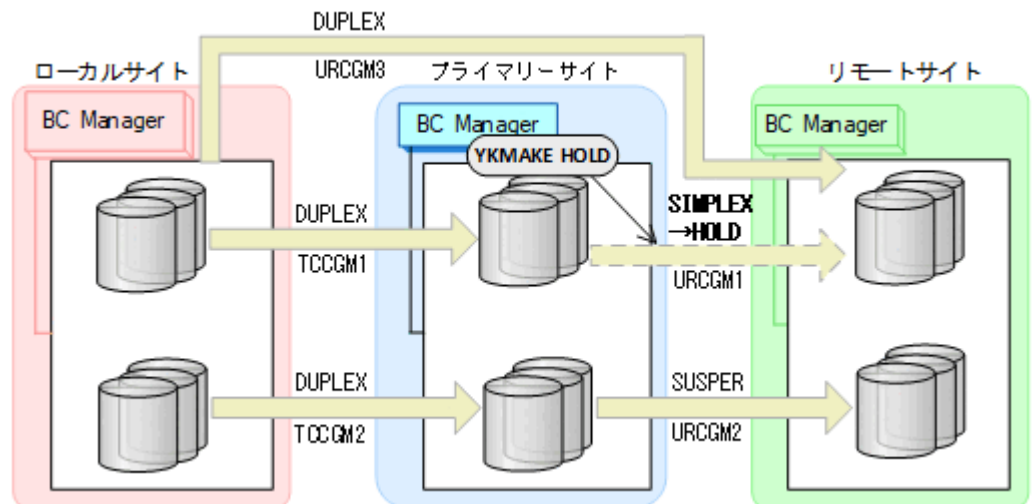 DUPLEX
URCGM3
ローカルサイト
プライマリーサイト
リモートサイト
BC Manager
BC Manager
BC Manager
YKMAKE HOLD
DUPLEX
TCCGM1
SIMPLEX
→HOLD
URCGM1
DUPLEX
TCCGM2
SUSPER
URCGM2